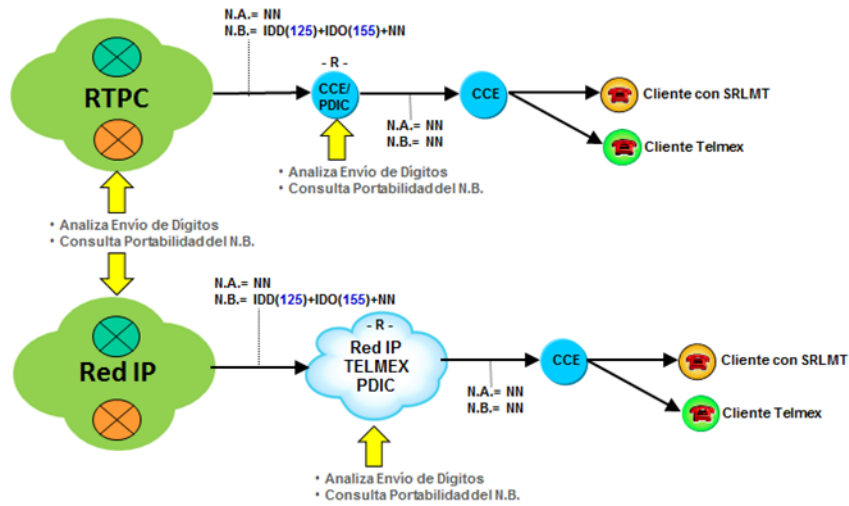 N.A.= NN
N.B.= IDD(125)+IDO(155)+NN
RTPC
- R -
CCE/
PDIC
CCE
Cliente con SRLMT
Cliente Telmex
N.A.= NN
N.B.= NN
• Analiza Envío de Dígitos
• Consulta Portabilidad del N.B.
• Analiza Envío de Dígitos
• Consulta Portabilidad del N.B.
N.A.= NN
N.B.= IDD(125)+IDO(155)+NN
Red IP
- R -
Red IP
TELMEX
PDIC
CCE
Cliente con SRLMT
Cliente Telmex
N.A.= NN
N.B.= NN
• Analiza Envío de Dígitos
• Consulta Portabilidad del N.B.